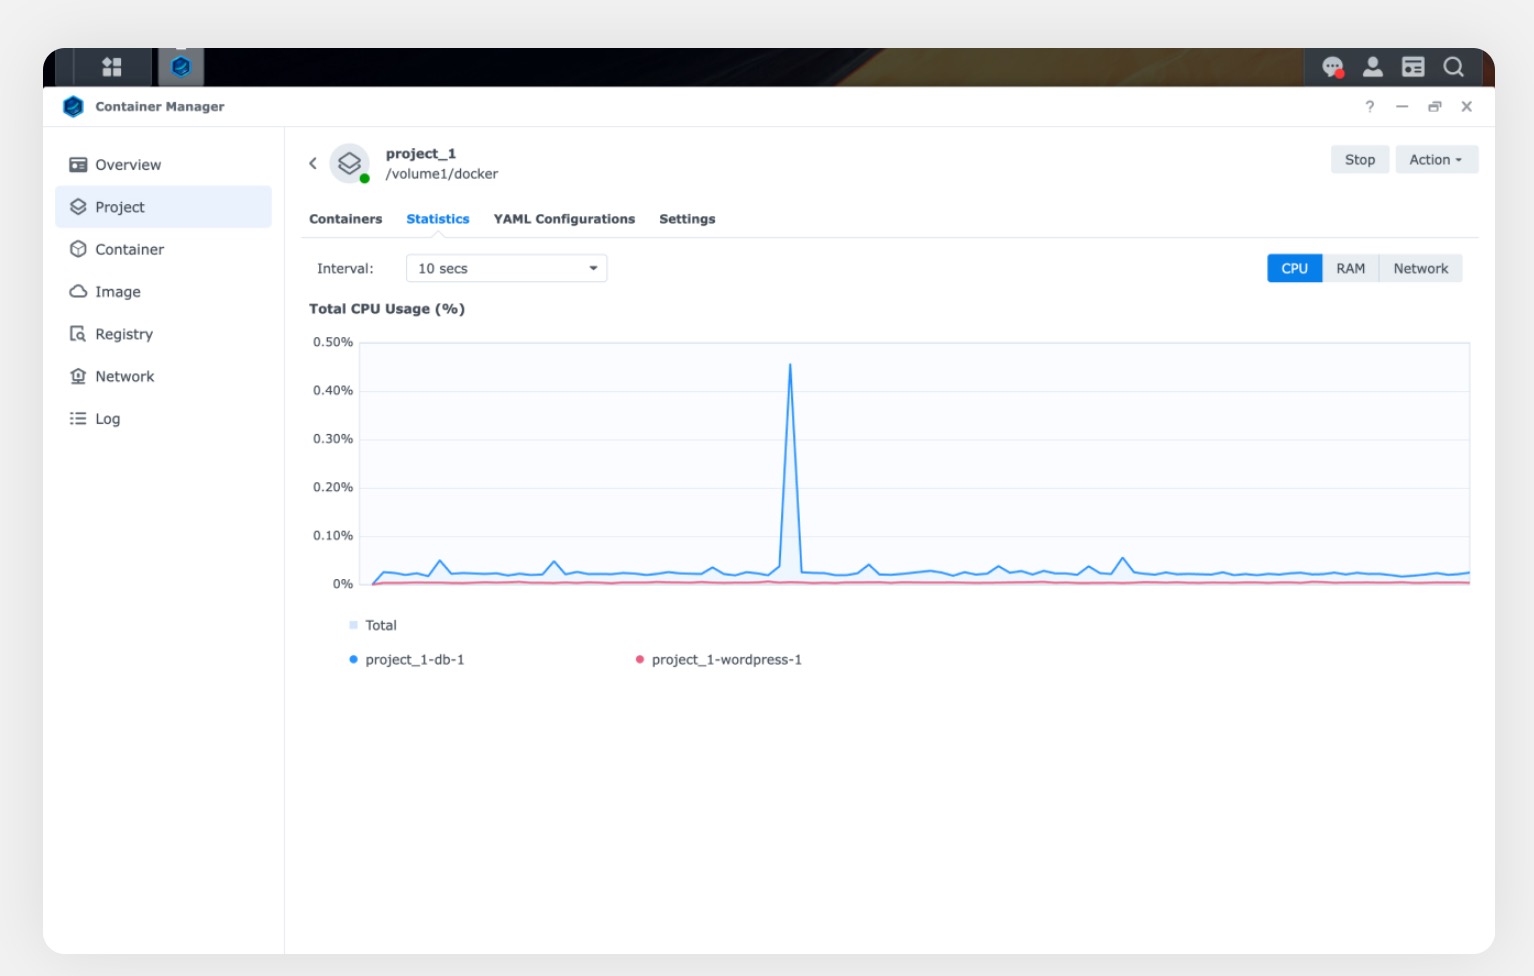 Container Manager
?
Overview
Project
Container
Image
Registry
Network
Log
project_1
/volume1/docker
Stop
Action
Containers
Statistics
YAML Configurations
Settings
Interval:
10 secs
CPU
RAM
Network
Total CPU Usage (%)
0.50%
0.40%
0.30%
0.20%
0.10%
0%
Total
project_1-db-1
project_1-wordpress-1